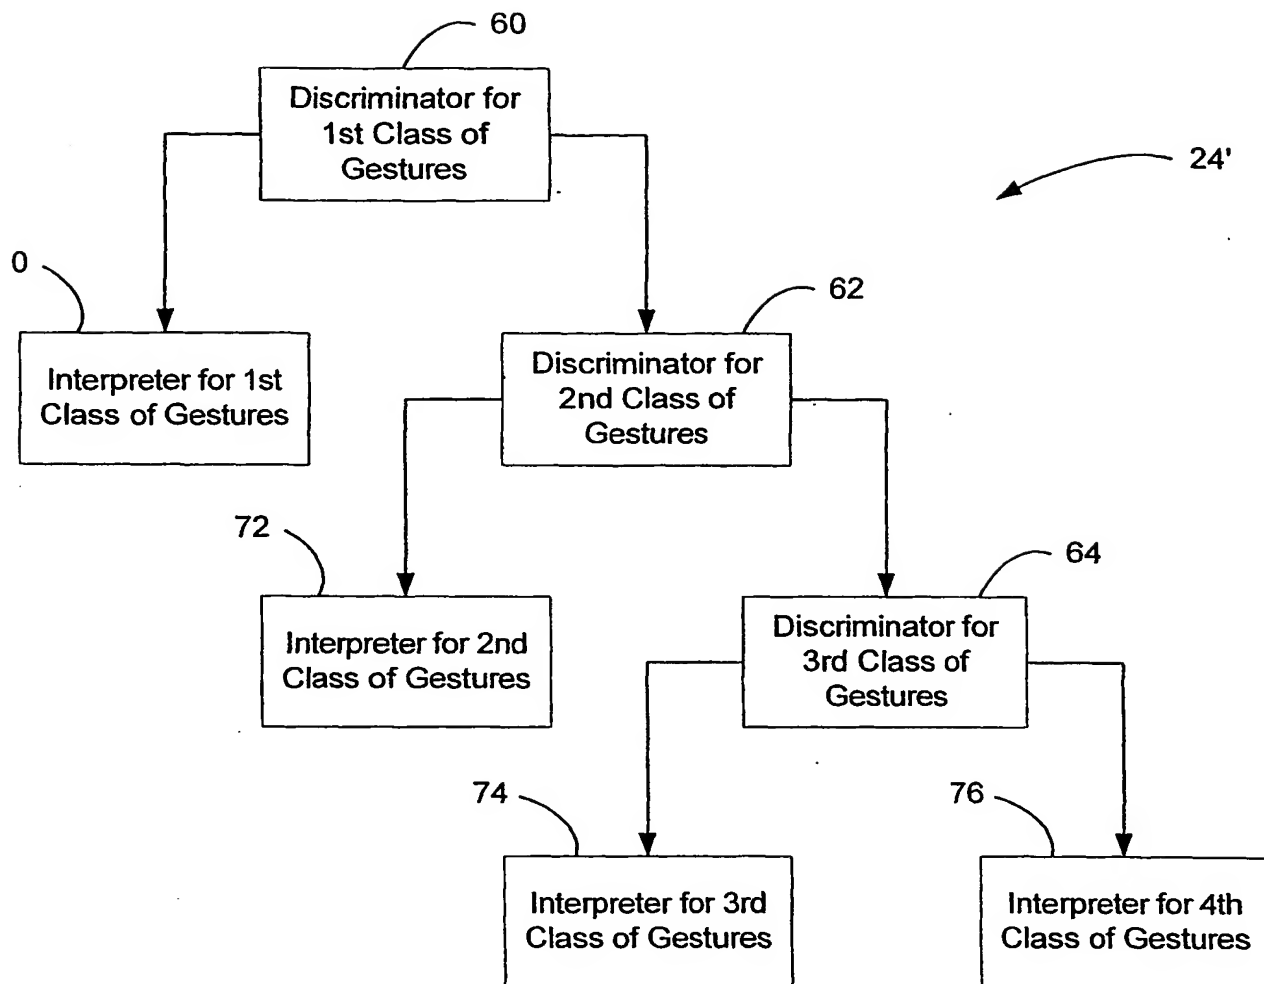 60
Discriminator for
1st Class of
Gestures
24'
0
62
Interpreter for 1st
Class of Gestures
Discriminator for
2nd Class of
Gestures
72
64
Interpreter for 2nd
Class of Gestures
Discriminator for
3rd Class of
Gestures
74
76
Interpreter for 3rd
Class of Gestures
Interpreter for 4th
Class of Gestures